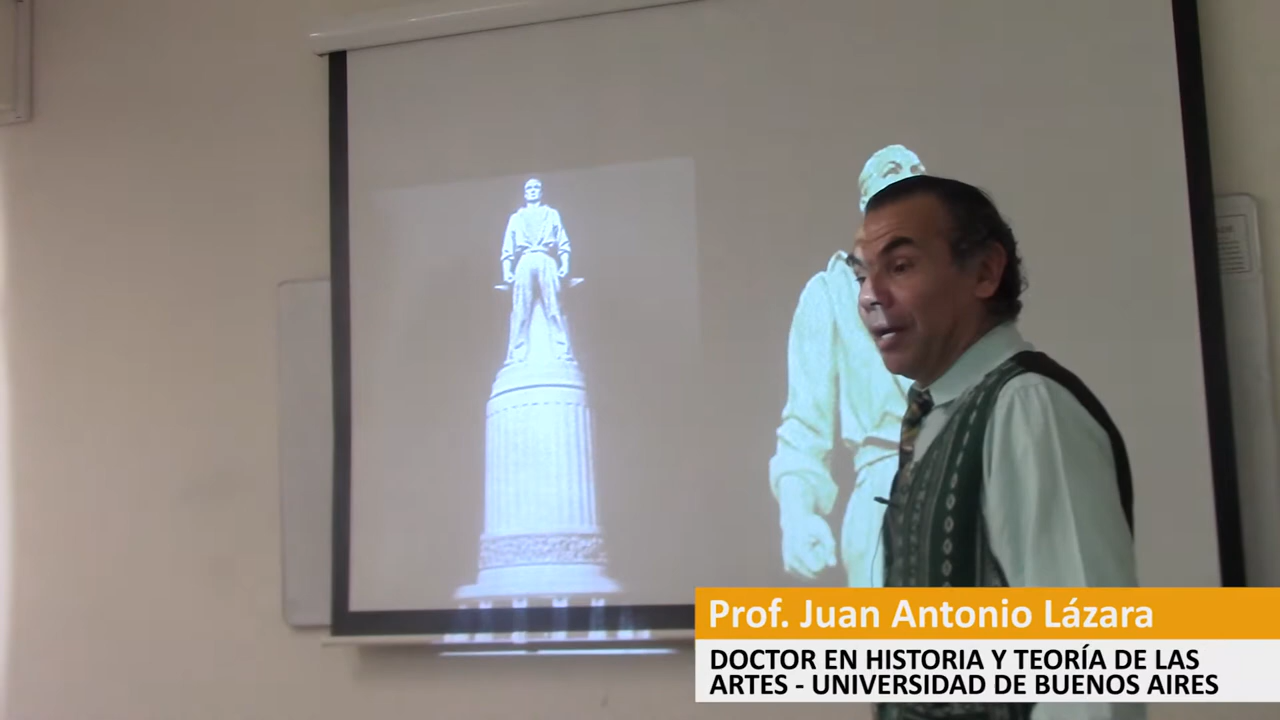 Prof. Juan Antonio Lázara
DOCTOR EN HISTORIA Y TEORÍA DE LAS
ARTES - UNIVERSIDAD DE BUENOS AIRES